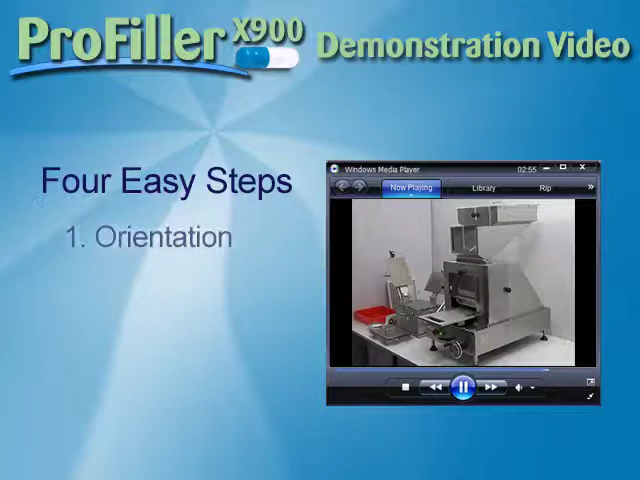 ProFiller X900
Demonstration Video
Four Easy Steps
1. Orientation
Windows Media Player 02:55
Now Playing Library Rip »